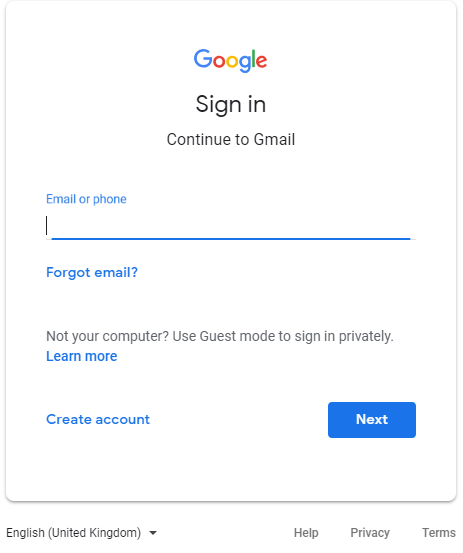 Google
Sign in
Continue to Gmail
Email or phone
Forgot email?
Not your computer? Use Guest mode to sign in privately.
Learn more
Create account
Next
English (United Kingdom)
Help
Privacy
Terms